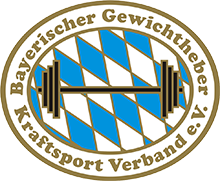 Bayerischer Gewichtheber
Kraftsport Verband e.V.